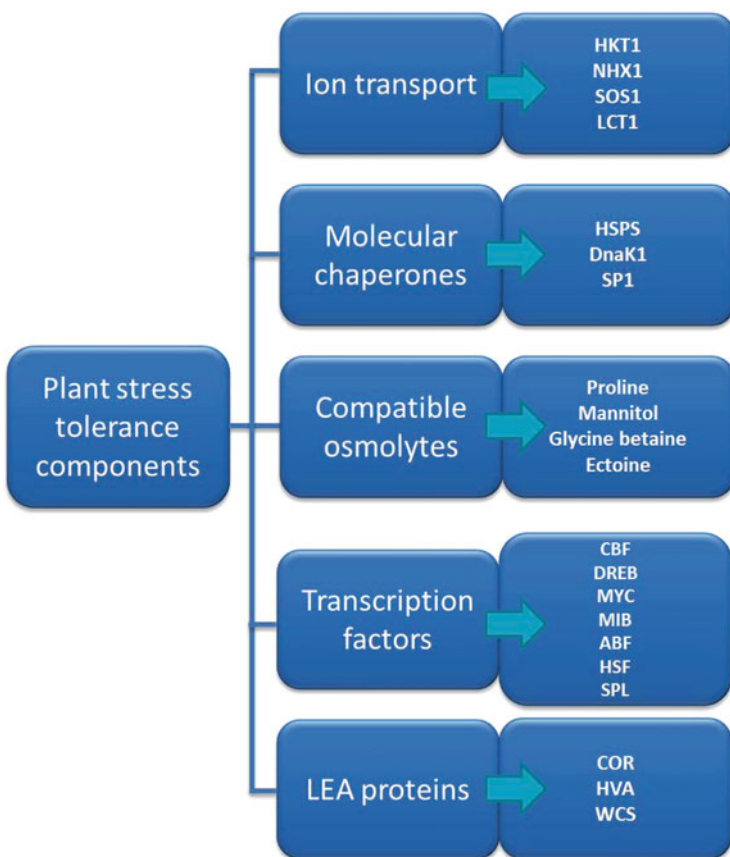 Plant stress
tolerance
components
Ion transport
HKT1
NHX1
SOS1
LCT1
Molecular
chaperones
HSPS
DnaK1
SP1
Compatible
osmolytes
Proline
Mannitol
Glycine betaine
Ectoine
Transcription
factors
CBF
DREB
MYC
MIB
ABF
HSF
SPL
LEA proteins
COR
HVA
WCS